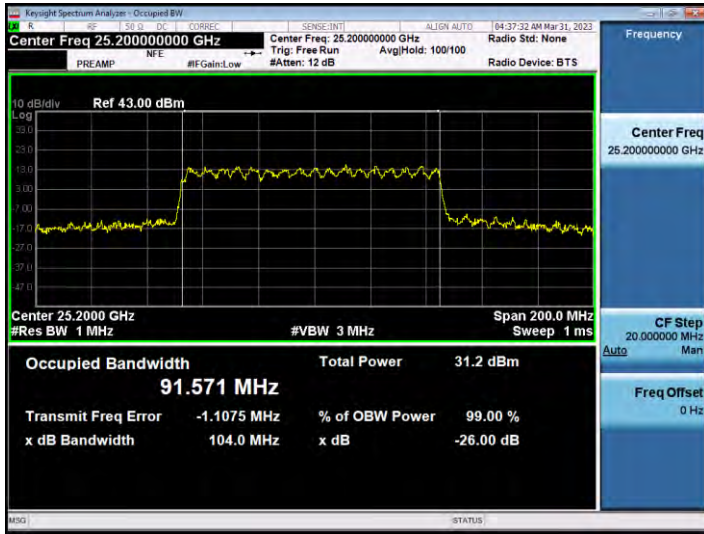 Keysight Spectrum Analyzer - Occupied BW
R RF 50 Ω DC CORREC SENSE:INT ALIGN AUTO 04:37:32 AM Mar 31, 2023
Center Freq 25.200000000 GHz
NFE
PREAMP #IFGain:Low
Center Freq: 25.200000000 GHz
Trig: Free Run Avg|Hold: 100/100
#Atten: 12 dB
Radio Std: None
Radio Device: BTS
10 dB/div Ref 43.00 dBm
Log
33.0
23.0
13.0
3.00
-7.00
-17.0
-27.0
-37.0
-47.0
Center 25.2000 GHz Span 200.0 MHz
#Res BW 1 MHz #VBW 3 MHz Sweep 1 ms
Occupied Bandwidth Total Power 31.2 dBm
91.571 MHz
Transmit Freq Error -1.1075 MHz % of OBW Power 99.00 %
x dB Bandwidth 104.0 MHz x dB -26.00 dB
MSG STATUS
Frequency
Center Freq
25.200000000 GHz
CF Step
20.000000 MHz
Auto Man
Freq Offset
0 Hz